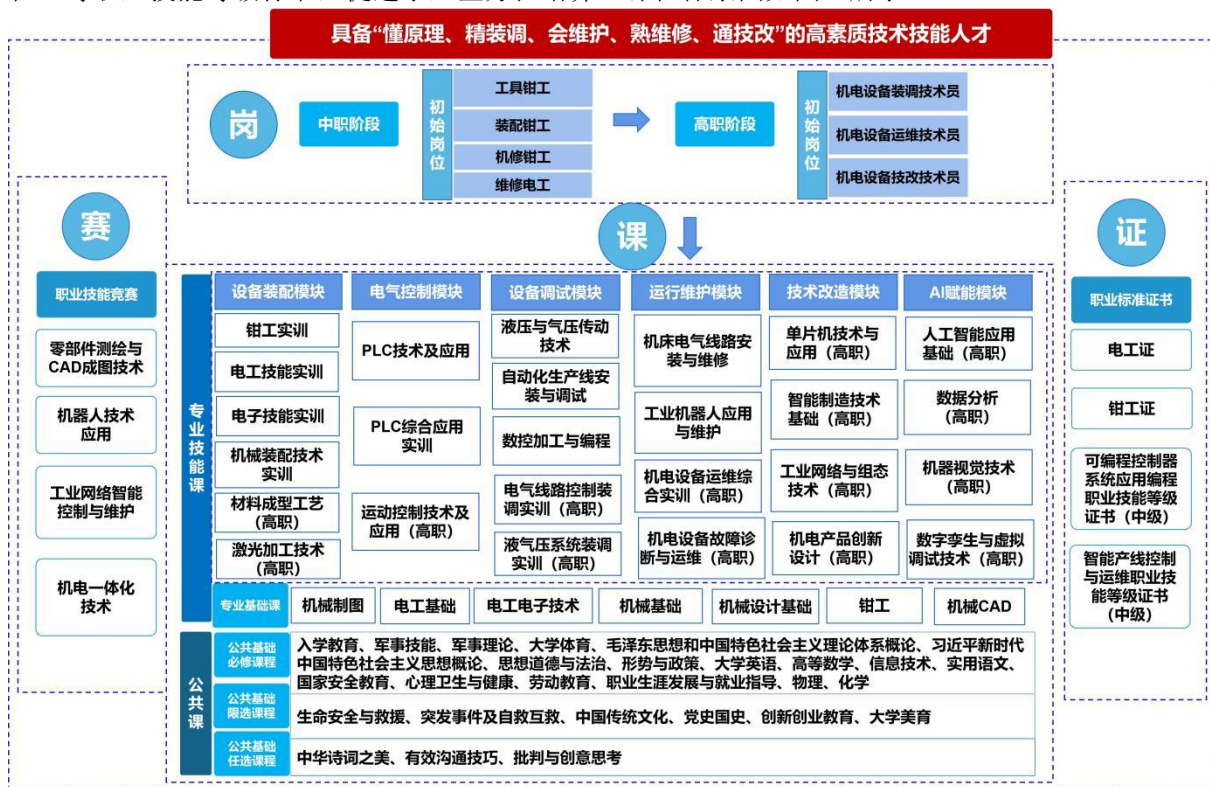 具备“懂原理、精装调、会维护、熟维修、通技改”的高素质技术技能人才
岗
中职阶段
初始岗位
工具钳工
装配钳工
机修钳工
维修电工
高职阶段
初始岗位
机电设备装调技术员
机电设备运维技术员
机电设备技改技术员
赛
职业技能竞赛
零部件测绘与
CAD成图技术
机器人技术
应用
工业网络智能
控制与维护
机电一体化
技术
课
专业技能课
设备装配模块
钳工实训
电工技能实训
电子技能实训
机械装配技术
实训
材料成型工艺
(高职)
激光加工技术
(高职)
电气控制模块
PLC技术及应用
PLC综合应用
实训
运动控制技术及
应用（高职）
设备调试模块
液压与气压传动
技术
自动化生产线安
装与调试
数控加工与编程
电气线路控制装
调实训（高职）
液气压系统装调
实训（高职）
运行维护模块
机床电气线路安
装与维修
工业机器人应用
与维护
机电设备运维综
合实训（高职）
机电设备故障诊
断与运维（高职）
技术改造模块
单片机技术与
应用（高职）
智能制造技术
基础（高职）
工业网络与组态
技术（高职）
机电产品创新
设计（高职）
AI赋能模块
人工智能应用
基础（高职）
数据分析
(高职)
机器视觉技术
(高职)
数字孪生与虚拟
调试技术（高职）
专业基础课
机械制图
电工基础
电工电子技术
机械基础
机械设计基础
钳工
机械CAD
公共课
公共基础
必修课程
入学教育、军事技能、军事理论、大学体育、毛泽东思想和中国特色社会主义理论体系概论、习近平新时代
中国特色社会主义思想概论、思想道德与法治、形势与政策、大学英语、高等数学、信息技术、实用语文、
国家安全教育、心理卫生与健康、劳动教育、职业生涯发展与就业指导、物理、化学
公共基础
限选课程
生命安全与救援、突发事件及自救互救、中国传统文化、党史国史、创新创业教育、大学美育
公共基础
任选课程
中华诗词之美、有效沟通技巧、批判与创意思考
证
职业标准证书
电工证
钳工证
可编程控制器
系统应用编程
职业技能等级
证书（中级）
智能产线控制
与运维职业技
能等级证书
(中级)